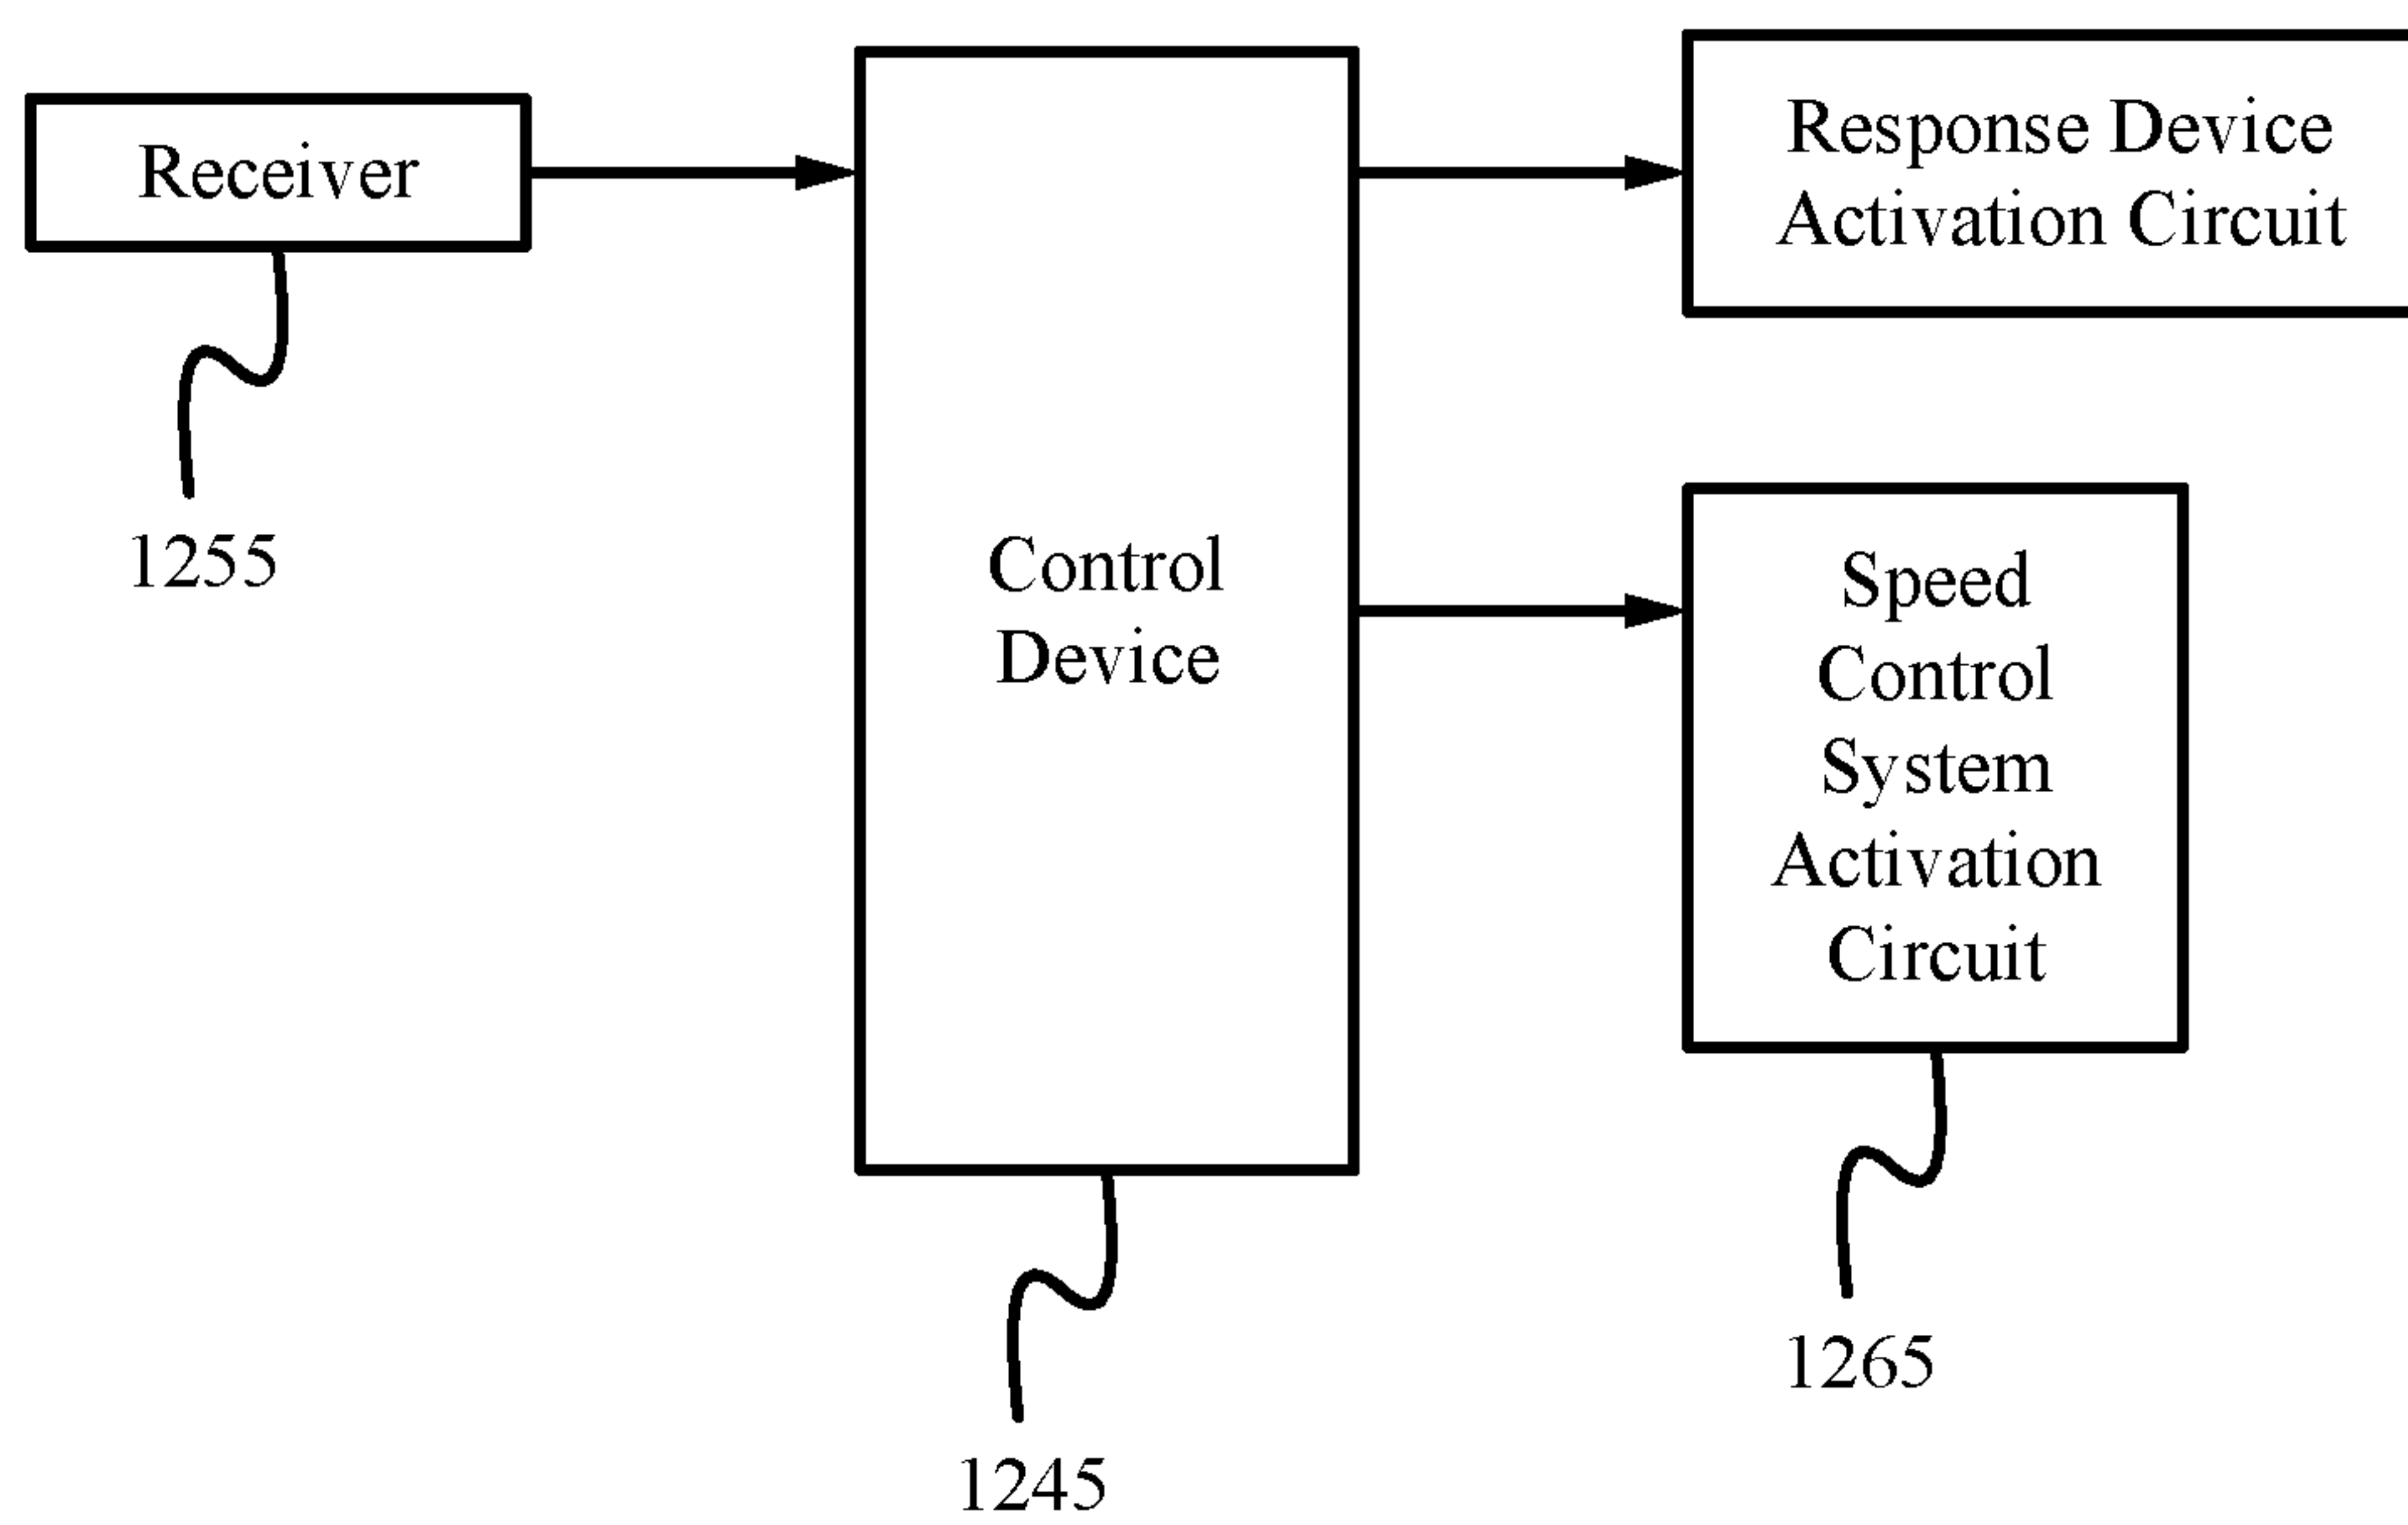 Receiver
1255
Control
Device
1245
Response Device
Activation Circuit
Speed
Control
System
Activation
Circuit
1265